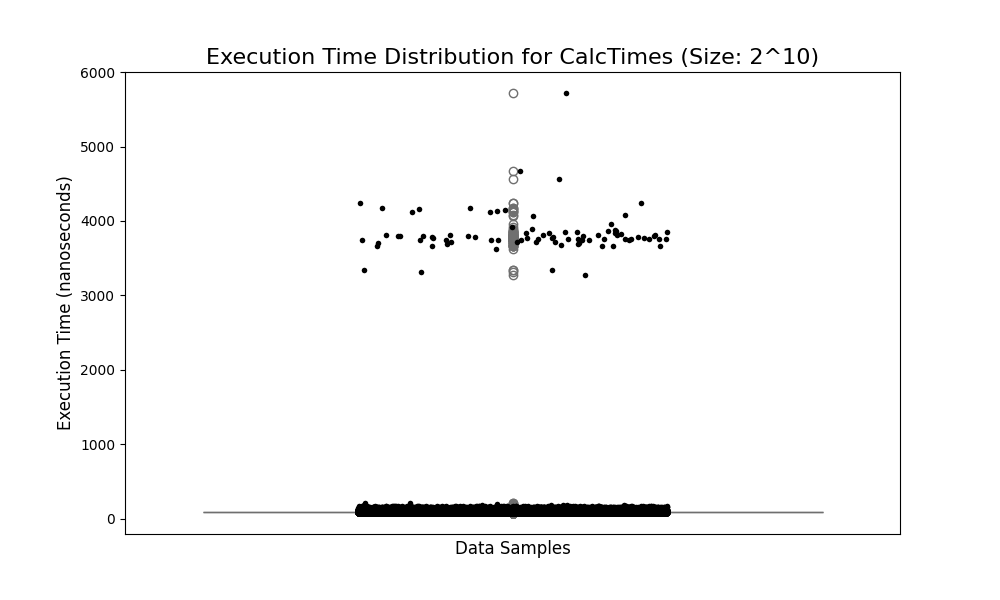 Execution Time Distribution for CalcTimes (Size: 2^10)
Execution Time (nanoseconds)
6000
5000
4000
3000
2000
1000
0
Data Samples